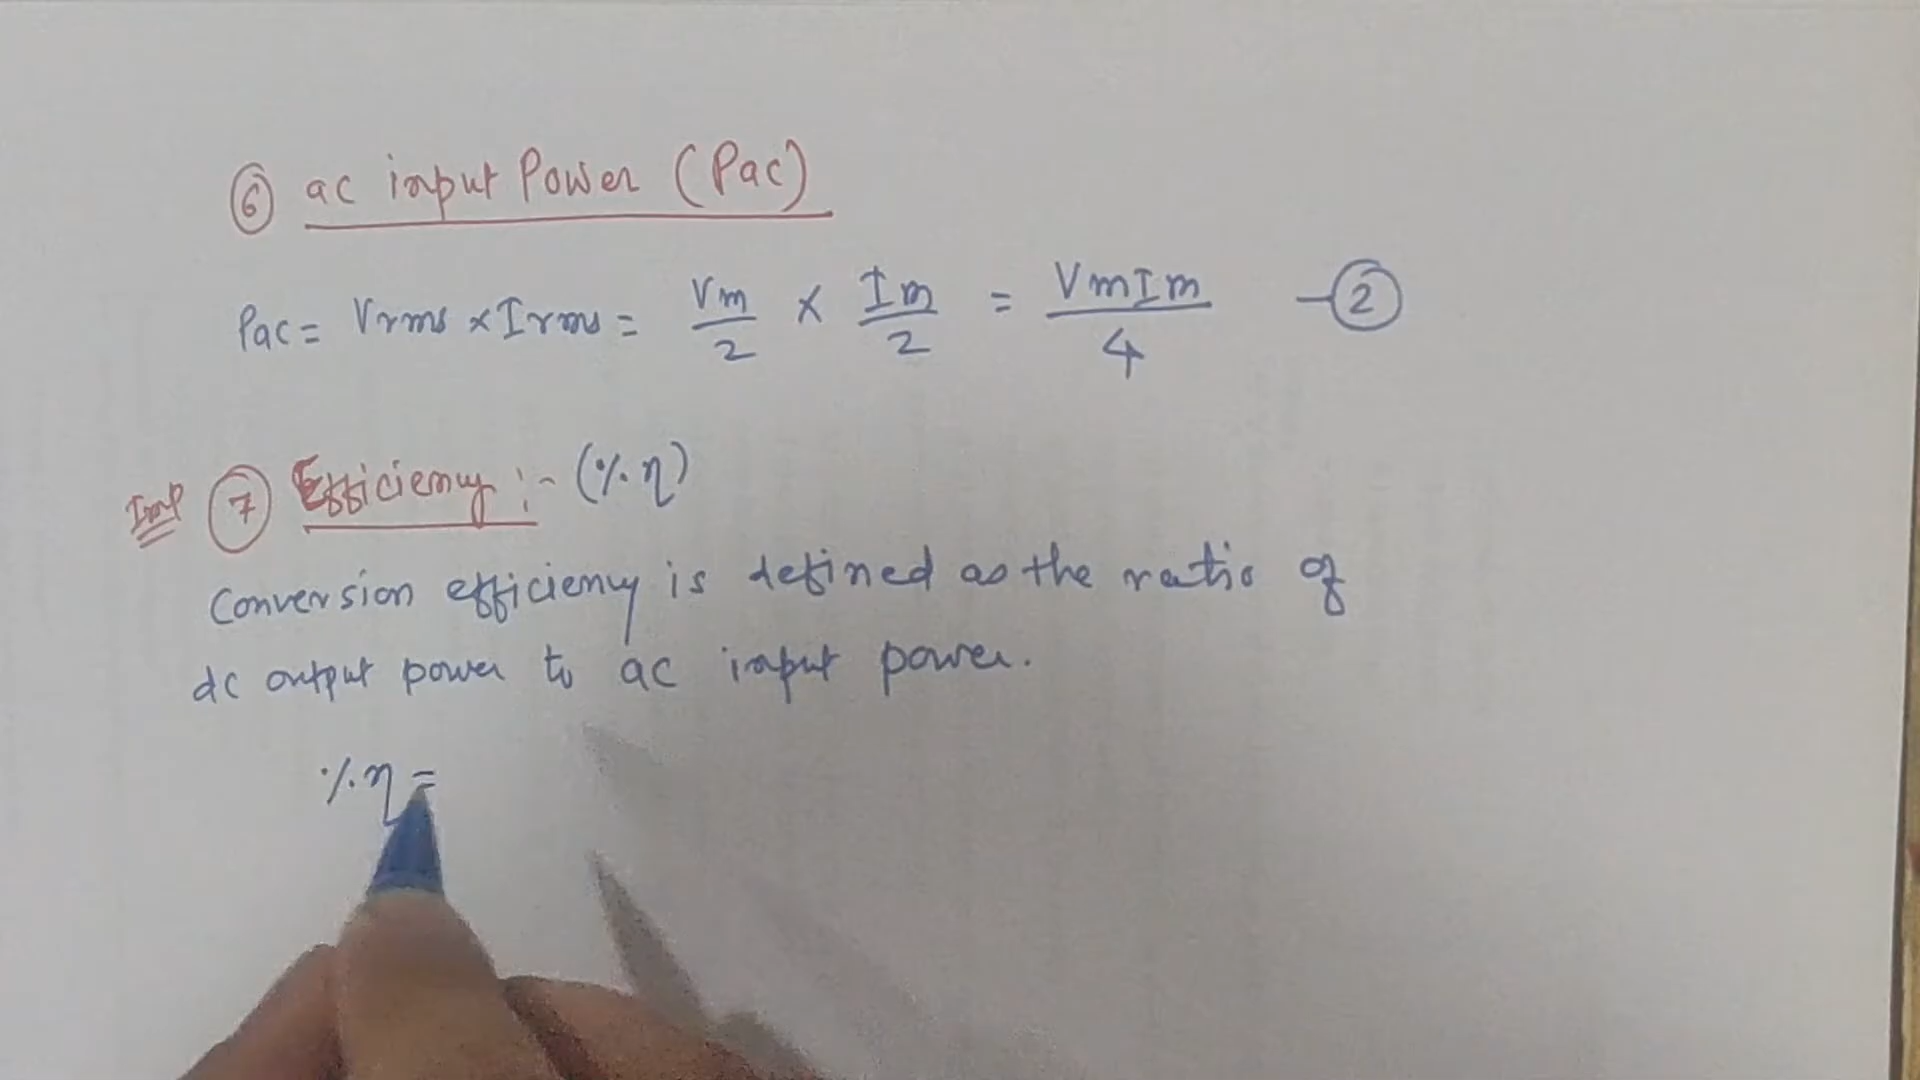 ⑥ ac input Power (Pac)
Pac = Vrms × Irms = Vm/2 × Im/2 = VmIm/4 - ②
Imp ⑦ Efficiency :- (% η)
Conversion efficiency is defined as the ratio of
dc output power to ac input power.
% η =